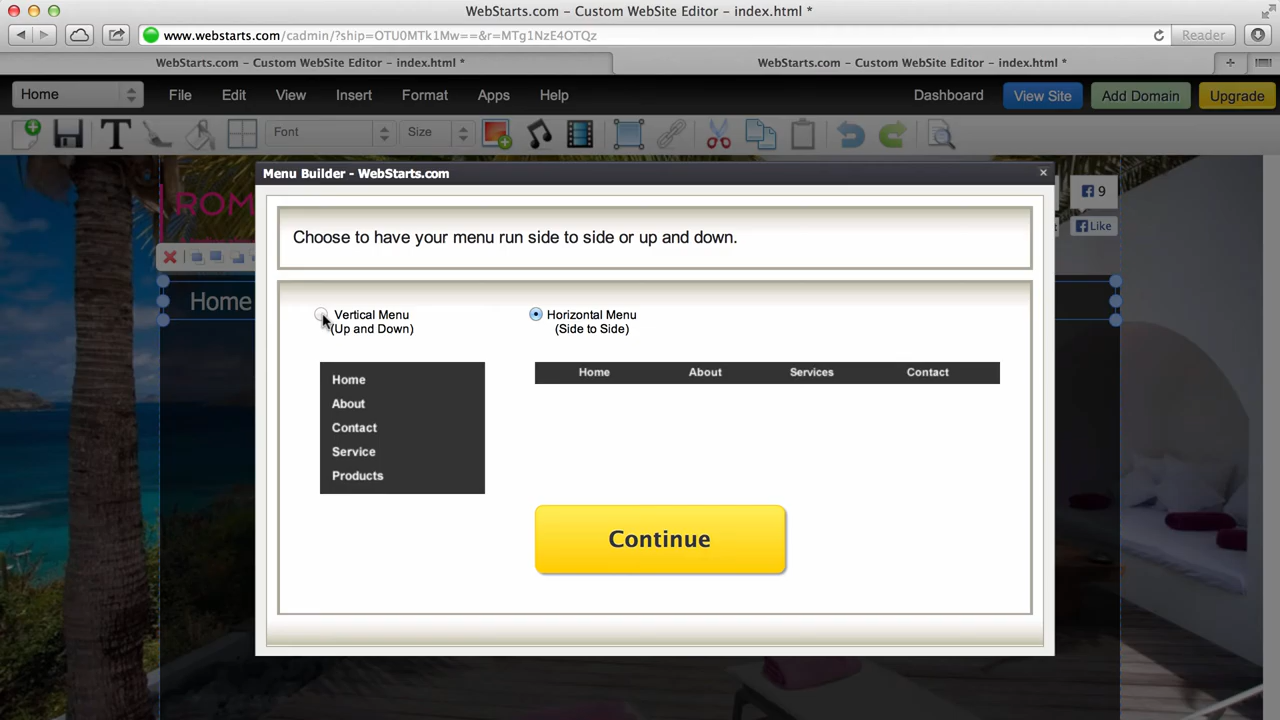 WebStarts.com – Custom WebSite Editor – index.html *
www.webstarts.com/cadmin/?ship=OTU0MTk1Mw==&r=MTg1NzE4OTQz
Reader
WebStarts.com – Custom WebSite Editor – index.html *
WebStarts.com – Custom WebSite Editor – index.html *
Home
File
Edit
View
Insert
Format
Apps
Help
Dashboard
View Site
Add Domain
Upgrade
Font
Size
Menu Builder - WebStarts.com
ROM
9
Like
Choose to have your menu run side to side or up and down.
Home
Vertical Menu
(Up and Down)
Horizontal Menu
(Side to Side)
Home
About
Contact
Service
Products
Home
About
Services
Contact
Continue